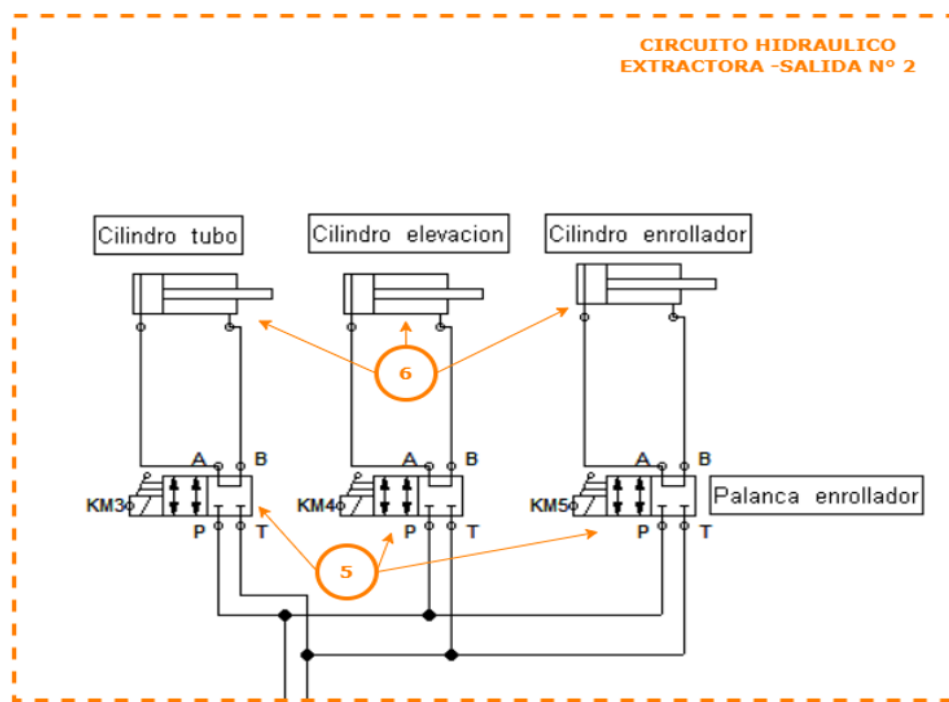 CIRCUITO HIDRAULICO
EXTRACTORA -SALIDA N° 2
Cilindro tubo
Cilindro elevacion
Cilindro enrollador
6
A B
A B
A B
KM3
KM4
KM5
Palanca enrollador
P T
P T
P T
5